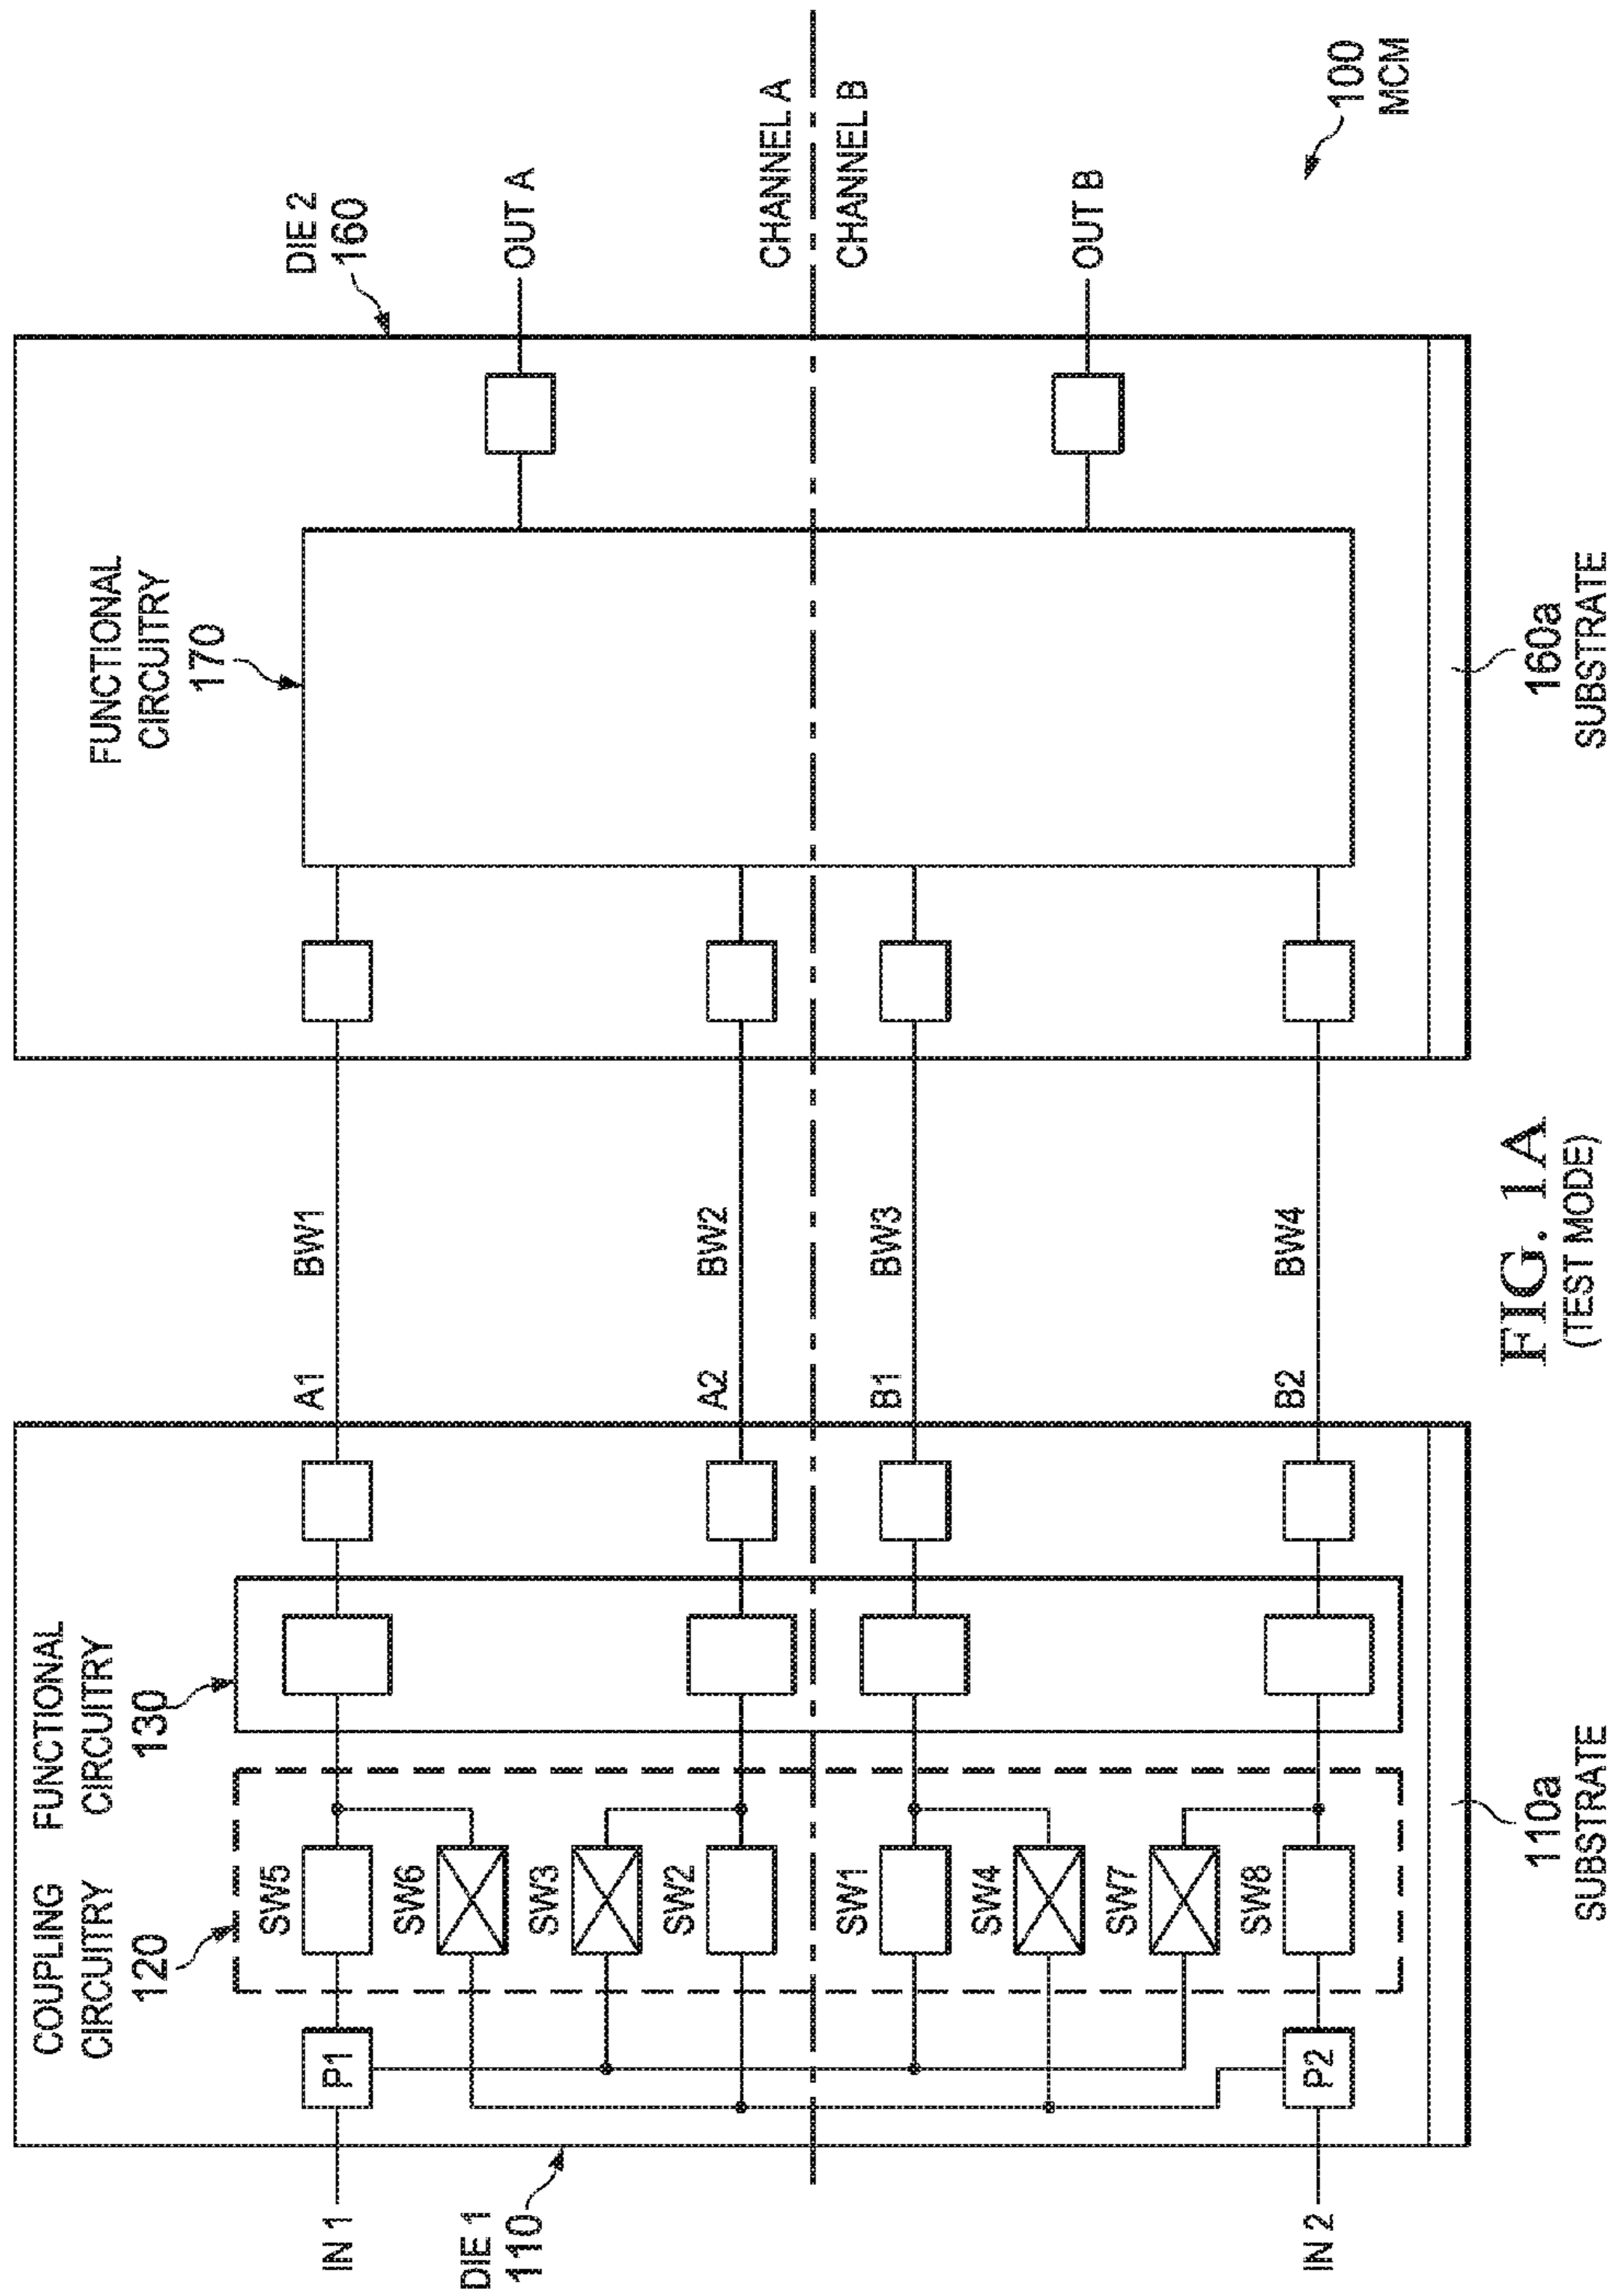 DIE 1
110
DIE 2
160
COUPLING
CIRCUITRY
120
FUNCTIONAL
CIRCUITRY
130
FUNCTIONAL
CIRCUITRY
170
IN 1
P1
SW5
A1
BW1
SW6
OUT A
SW3
SW2
A2
BW2
CHANNEL A
CHANNEL B
SW1
B1
BW3
SW4
OUT B
SW7
SW8
B2
BW4
IN 2
P2
100
MCM
110a
SUBSTRATE
160a
SUBSTRATE
FIG. 1A
(TEST MODE)